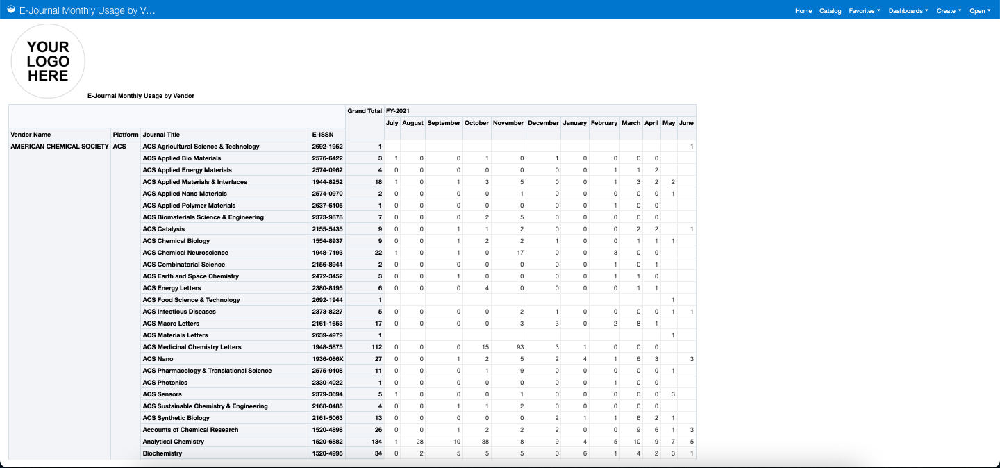 E-Journal Monthly Usage by V...
Home Catalog Favorites Dashboards Create Open
YOUR
LOGO
HERE
E-Journal Monthly Usage by Vendor
Grand Total FY-2021
July August September October November December January February March April May June
Vendor Name Platform Journal Title E-ISSN
AMERICAN CHEMICAL SOCIETY ACS ACS Agricultural Science & Technology 2692-1952 1 1
ACS Applied Bio Materials 2576-6422 3 1 0 0 1 0 1 0 0 0 0
ACS Applied Energy Materials 2574-0962 4 0 0 0 0 0 0 0 1 1 2
ACS Applied Materials & Interfaces 1944-8252 18 1 0 1 3 5 0 0 1 3 2 2
ACS Applied Nano Materials 2574-0970 2 0 0 0 0 1 0 0 0 0 0 1
ACS Applied Polymer Materials 2637-6105 1 0 0 0 0 0 0 0 1 0 0
ACS Biomaterials Science & Engineering 2373-9878 7 0 0 0 2 5 0 0 0 0 0
ACS Catalysis 2155-5435 9 0 0 1 1 2 0 0 0 2 2 1
ACS Chemical Biology 1554-8937 9 0 0 1 2 2 1 0 0 1 1 1
ACS Chemical Neuroscience 1948-7193 22 1 0 1 0 17 0 0 3 0 0
ACS Combinatorial Science 2156-8944 2 0 0 0 0 0 0 0 1 0 1
ACS Earth and Space Chemistry 2472-3452 3 0 0 1 0 0 0 0 1 1 0
ACS Energy Letters 2380-8195 6 0 0 0 4 0 0 0 0 1 1
ACS Food Science & Technology 2692-1944 1 1
ACS Infectious Diseases 2373-8227 5 0 0 0 0 2 1 0 0 0 0 1 1
ACS Macro Letters 2161-1653 17 0 0 0 0 3 3 0 2 8 1
ACS Materials Letters 2639-4979 1 1
ACS Medicinal Chemistry Letters 1948-5875 112 0 0 0 15 93 3 1 0 0 0
ACS Nano 1936-086X 27 0 0 1 2 5 2 4 1 6 3 3
ACS Pharmacology & Translational Science 2575-9108 11 0 0 0 1 9 0 0 0 0 0 1
ACS Photonics 2330-4022 1 0 0 0 0 0 0 0 1 0 0
ACS Sensors 2379-3694 5 1 0 0 0 1 0 0 0 0 0 3
ACS Sustainable Chemistry & Engineering 2168-0485 4 0 0 1 1 2 0 0 0 0 0
ACS Synthetic Biology 2161-5063 13 0 0 0 0 0 2 1 1 6 2 1
Accounts of Chemical Research 1520-4898 26 0 0 1 2 2 2 0 0 9 6 1 3
Analytical Chemistry 1520-6882 134 1 28 10 38 8 9 4 5 10 9 7 5
Biochemistry 1520-4995 34 0 2 5 5 5 0 6 1 4 2 3 1